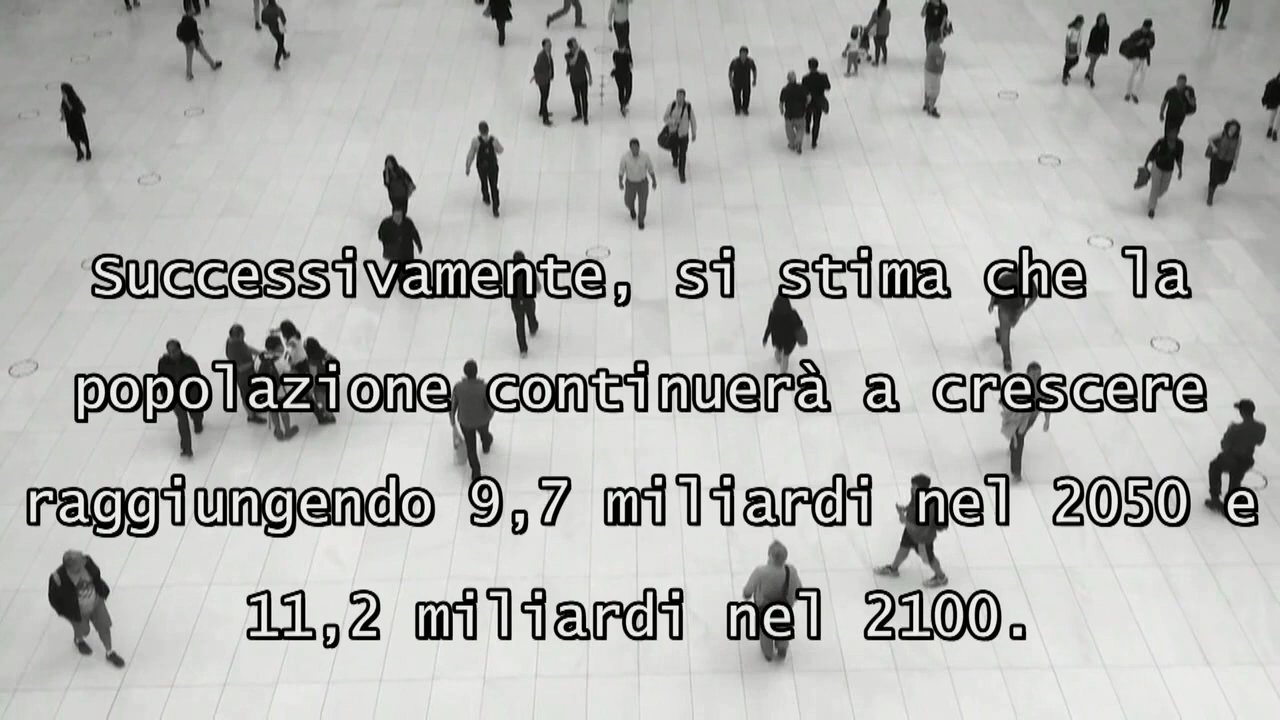 Successivamente, si stima che la
popolazione continuerà a crescere
raggiungendo 9,7 miliardi nel 2050 e
11,2 miliardi nel 2100.